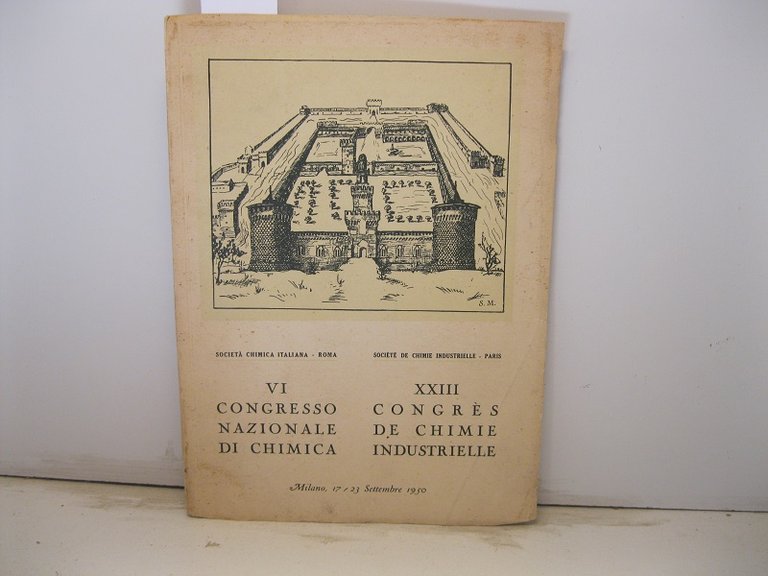 S. M.
SOCIETÀ CHIMICA ITALIANA - ROMA
VI
CONGRESSO
NAZIONALE
DI CHIMICA
SOCIÉTÉ DE CHIMIE INDUSTRIELLE - PARIS
XXIII
CONGRÈS
DE CHIMIE
INDUSTRIELLE
Milano, 17/23 Settembre 1950